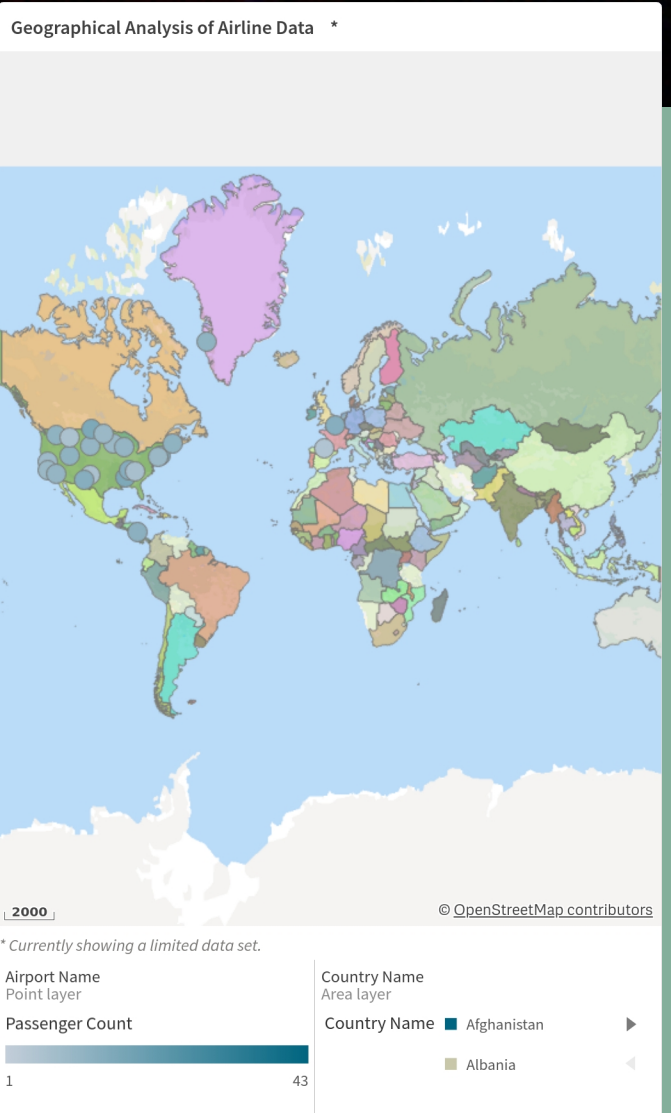 Geographical Analysis of Airline Data *
2000
© OpenStreetMap contributors
* Currently showing a limited data set.
Airport Name
Point layer
Passenger Count
1 43
Country Name
Area layer
Country Name Afghanistan
Albania